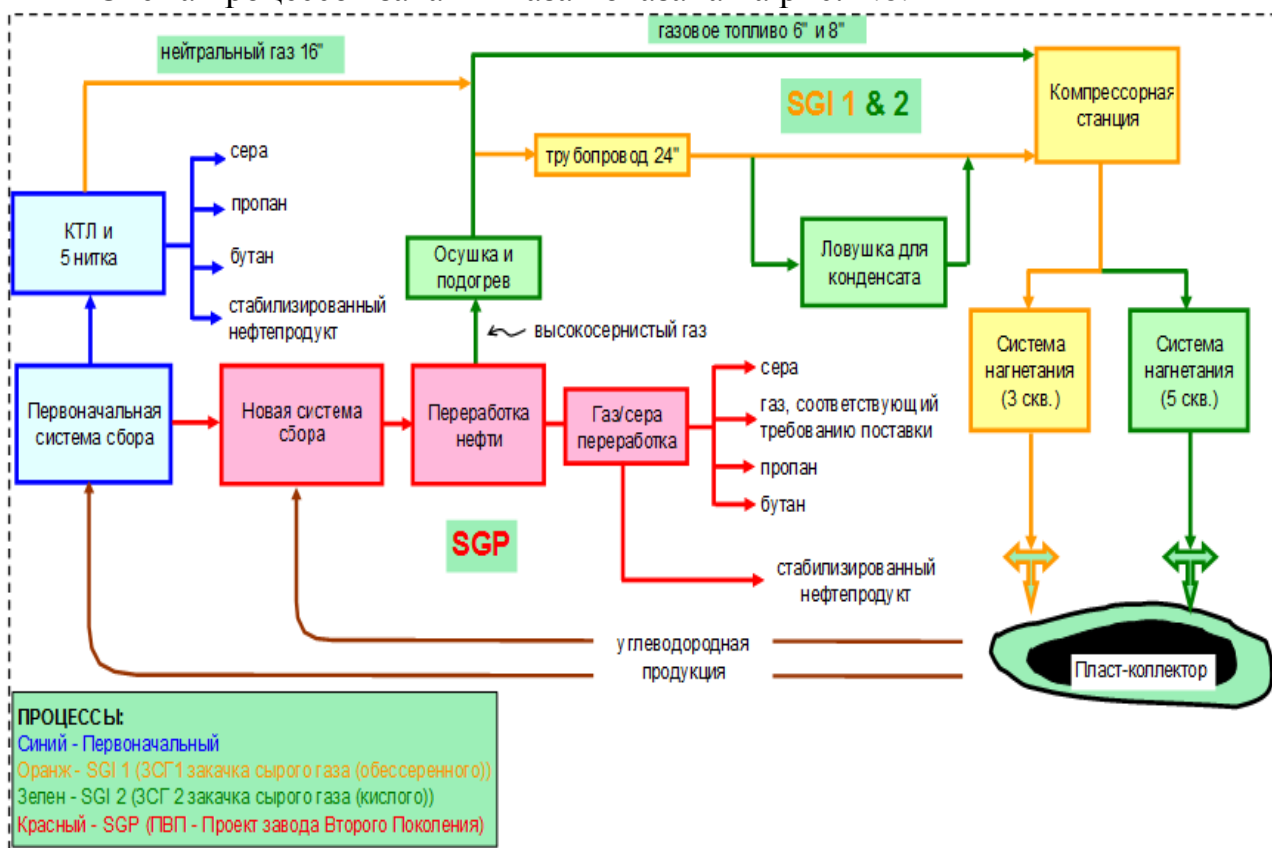 нейтральный газ 16"
газовое топливо 6" и 8"
SGI 1 & 2
Компрессорная
станция
трубопровод 24"
сера
пропан
бутан
стабилизированный
нефтепродукт
КТЛ и
5 нитка
Осушка и
подогрев
Ловушка для
конденсата
высокосернистый газ
Первоначальная
система сбора
Новая система
сбора
Переработка
нефти
Газ/сера
переработка
сера
газ, соответствующий
требованию поставки
пропан
бутан
Система
нагнетания
(3 скв.)
Система
нагнетания
(5 скв.)
SGP
стабилизированный
нефтепродукт
углеводородная
продукция
Пласт-коллектор
ПРОЦЕССЫ:
Синий - Первоначальный
Оранж - SGI 1 (ЗСГ1 закачка сырого газа (обессеренного))
Зелен - SGI 2 (ЗСГ 2 закачка сырого газа (кислого))
Красный - SGP (ПВП - Проект завода Второго Поколения)